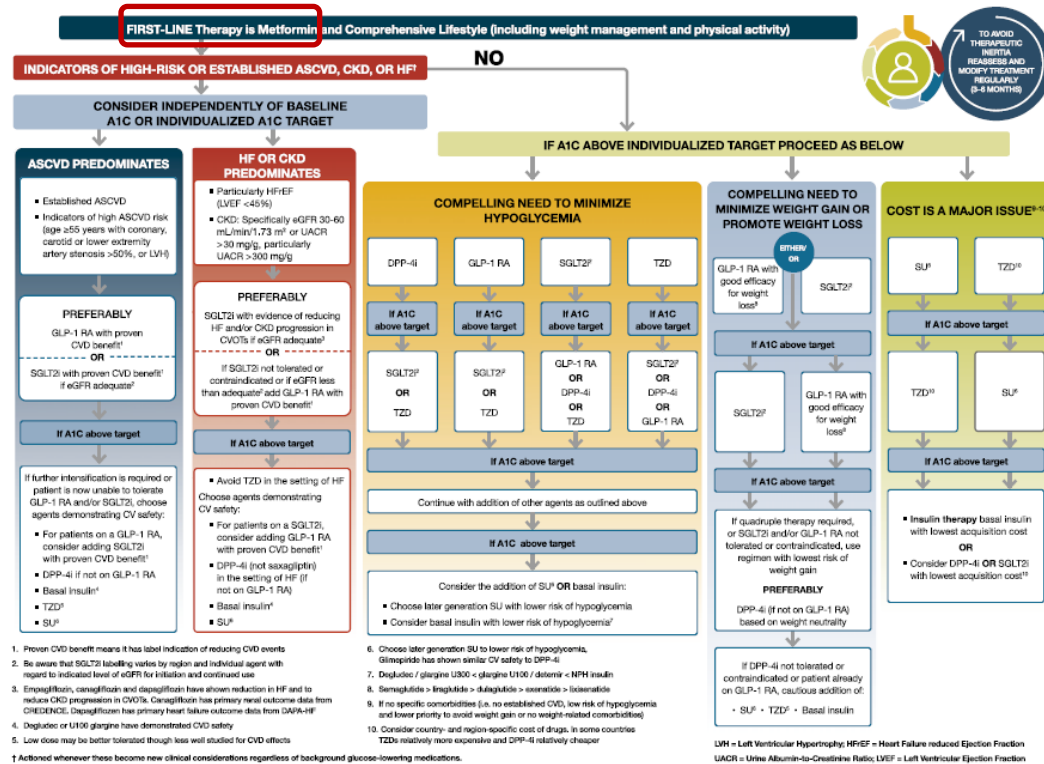 FIRST-LINE Therapy is Metformin and Comprehensive Lifestyle (including weight management and physical activity)
TO AVOID
THERAPEUTIC
INERTIA
REASSESS AND
MODIFY TREATMENT
REGULARLY
(3–6 MONTHS)
INDICATORS OF HIGH-RISK OR ESTABLISHED ASCVD, CKD, OR HF†
NO
CONSIDER INDEPENDENTLY OF BASELINE
A1C OR INDIVIDUALIZED A1C TARGET
IF A1C ABOVE INDIVIDUALIZED TARGET PROCEED AS BELOW
ASCVD PREDOMINATES
▪ Established ASCVD
▪ Indicators of high ASCVD risk
(age ≥55 years with coronary,
carotid or lower extremity
artery stenosis >50%, or LVH)
PREFERABLY
GLP-1 RA with proven
CVD benefit¹
OR
SGLT2i with proven CVD benefit¹
if eGFR adequate²
If A1C above target
If further intensification is required or
patient is now unable to tolerate
GLP-1 RA and/or SGLT2i, choose
agents demonstrating CV safety:
▪ For patients on a GLP-1 RA,
consider adding SGLT2i
with proven CVD benefit¹
▪ DPP-4i if not on GLP-1 RA
▪ Basal insulin⁴
▪ TZD⁵
▪ SU⁶
HF OR CKD
PREDOMINATES
▪ Particularly HFrEF
(LVEF <45%)
▪ CKD: Specifically eGFR 30-60
mL/min/1.73 m² or UACR
>30 mg/g, particularly
UACR >300 mg/g
PREFERABLY
SGLT2i with evidence of reducing
HF and/or CKD progression in
CVOTs if eGFR adequate³
OR
If SGLT2i not tolerated or
contraindicated or if eGFR less
than adequate² add GLP-1 RA with
proven CVD benefit¹
If A1C above target
▪ Avoid TZD in the setting of HF
Choose agents demonstrating
CV safety:
▪ For patients on a SGLT2i,
consider adding GLP-1 RA
with proven CVD benefit¹
▪ DPP-4i (not saxagliptin)
in the setting of HF (if
not on GLP-1 RA)
▪ Basal insulin⁴
▪ SU⁶
COMPELLING NEED TO MINIMIZE
HYPOGLYCEMIA
DPP-4i
GLP-1 RA
SGLT2i²
TZD
If A1C
above target
If A1C
above target
If A1C
above target
If A1C
above target
SGLT2i²
OR
TZD
SGLT2i²
OR
TZD
GLP-1 RA
OR
DPP-4i
OR
TZD
SGLT2i²
OR
DPP-4i
OR
GLP-1 RA
If A1C above target
Continue with addition of other agents as outlined above
If A1C above target
Consider the addition of SU⁶ OR basal insulin:
▪ Choose later generation SU with lower risk of hypoglycemia
▪ Consider basal insulin with lower risk of hypoglycemia⁷
COMPELLING NEED TO
MINIMIZE WEIGHT GAIN OR
PROMOTE WEIGHT LOSS
EITHER/
OR
GLP-1 RA with
good efficacy
for weight
loss⁸
SGLT2i²
If A1C above target
SGLT2i²
GLP-1 RA with
good efficacy
for weight
loss⁸
If A1C above target
If quadruple therapy required,
or SGLT2i and/or GLP-1 RA not
tolerated or contraindicated, use
regimen with lowest risk of
weight gain
PREFERABLY
DPP-4i (if not on GLP-1 RA)
based on weight neutrality
If DPP-4i not tolerated or
contraindicated or patient already
on GLP-1 RA, cautious addition of:
· SU⁶ · TZD⁵ · Basal insulin
COST IS A MAJOR ISSUE⁹⁻¹⁰
SU⁶
TZD¹⁰
If A1C above target
TZD¹⁰
SU⁶
If A1C above target
▪ Insulin therapy basal insulin
with lowest acquisition cost
OR
▪ Consider DPP-4i OR SGLT2i
with lowest acquisition cost¹⁰
1. Proven CVD benefit means it has label indication of reducing CVD events
2. Be aware that SGLT2i labelling varies by region and individual agent with
regard to indicated level of eGFR for initiation and continued use
3. Empagliflozin, canagliflozin and dapagliflozin have shown reduction in HF and to
reduce CKD progression in CVOTs. Canagliflozin has primary renal outcome data from
CREDENCE. Dapagliflozin has primary heart failure outcome data from DAPA-HF
4. Degludec or U100 glargine have demonstrated CVD safety
5. Low dose may be better tolerated though less well studied for CVD effects
6. Choose later generation SU to lower risk of hypoglycemia,
Glimepiride has shown similar CV safety to DPP-4i
7. Degludec / glargine U300 < glargine U100 / detemir < NPH insulin
8. Semaglutide > liraglutide > dulaglutide > exenatide > lixisenatide
9. If no specific comorbidities (i.e. no established CVD, low risk of hypoglycemia
and lower priority to avoid weight gain or no weight-related comorbidities)
10. Consider country- and region-specific cost of drugs. In some countries
TZDs relatively more expensive and DPP-4i relatively cheaper
† Actioned whenever these become new clinical considerations regardless of background glucose-lowering medications.
LVH = Left Ventricular Hypertrophy; HFrEF = Heart Failure reduced Ejection Fraction
UACR = Urine Albumin-to-Creatinine Ratio; LVEF = Left Ventricular Ejection Fraction